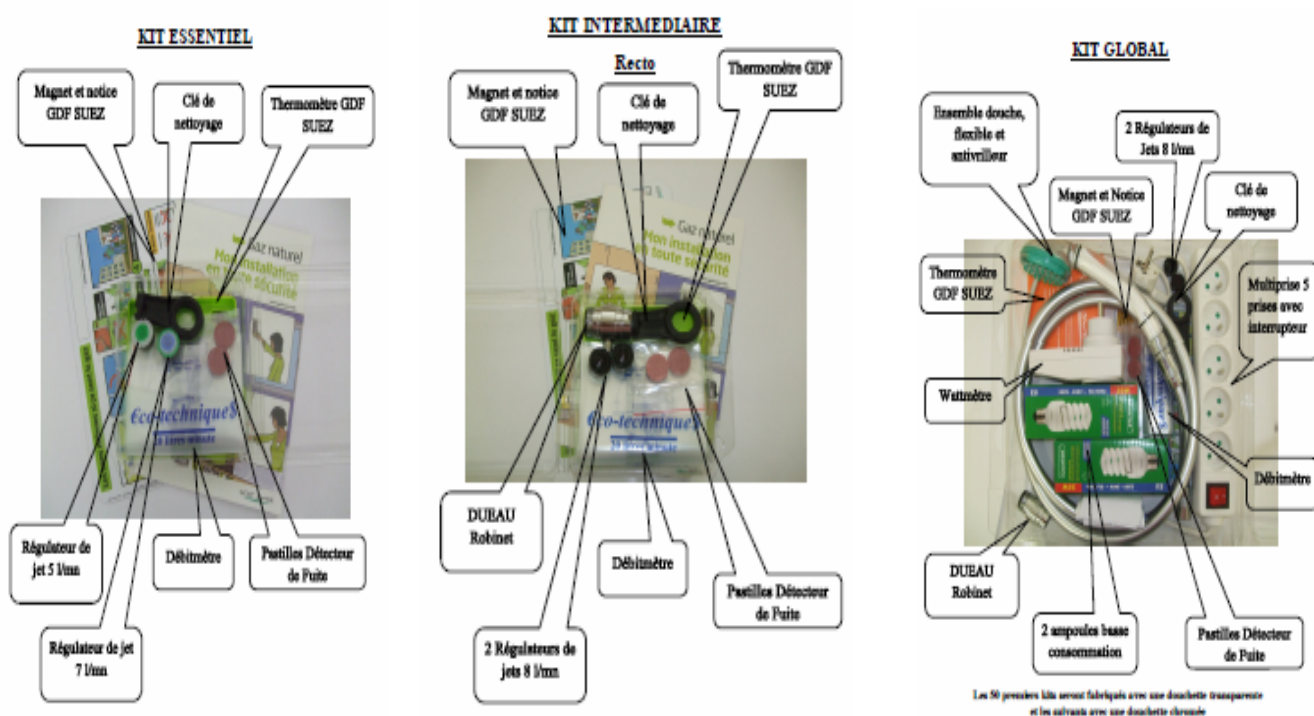 KIT ESSENTIEL
Magnet et notice
GDF SUEZ
Clé de
nettoyage
Thermomètre GDF
SUEZ
Gaz naturel
Mon installation
en toute sécurité
Eco-technique$
Régulateur de
jet 5 l/mn
Débitmètre
Pastilles Détecteur
de Fuite
Régulateur de jet
7 l/mn
KIT INTERMEDIAIRE
Recto
Magnet et notice
GDF SUEZ
Clé de
nettoyage
Thermomètre GDF
SUEZ
Gaz naturel
Mon installation
en toute sécurité
Eco-technique$
DUEAU
Robinet
Débitmètre
Pastilles Détecteur
de Fuite
2 Régulateurs de
jets 8 l/mn
KIT GLOBAL
Ensemble douche,
flexible et
antivrilleur
2 Régulateurs de
Jets 8 l/mn
Magnet et Notice
GDF SUEZ
Clé de
nettoyage
Thermomètre
GDF SUEZ
Multiprise 5
prises avec
interrupteur
Wattmètre
Débitmètre
DUEAU
Robinet
2 ampoules basse
consommation
Pastilles Détecteur
de Fuite
Les 50 premiers kits seront fabriqués avec une douchette transparente
et les suivants avec une douchette chromée